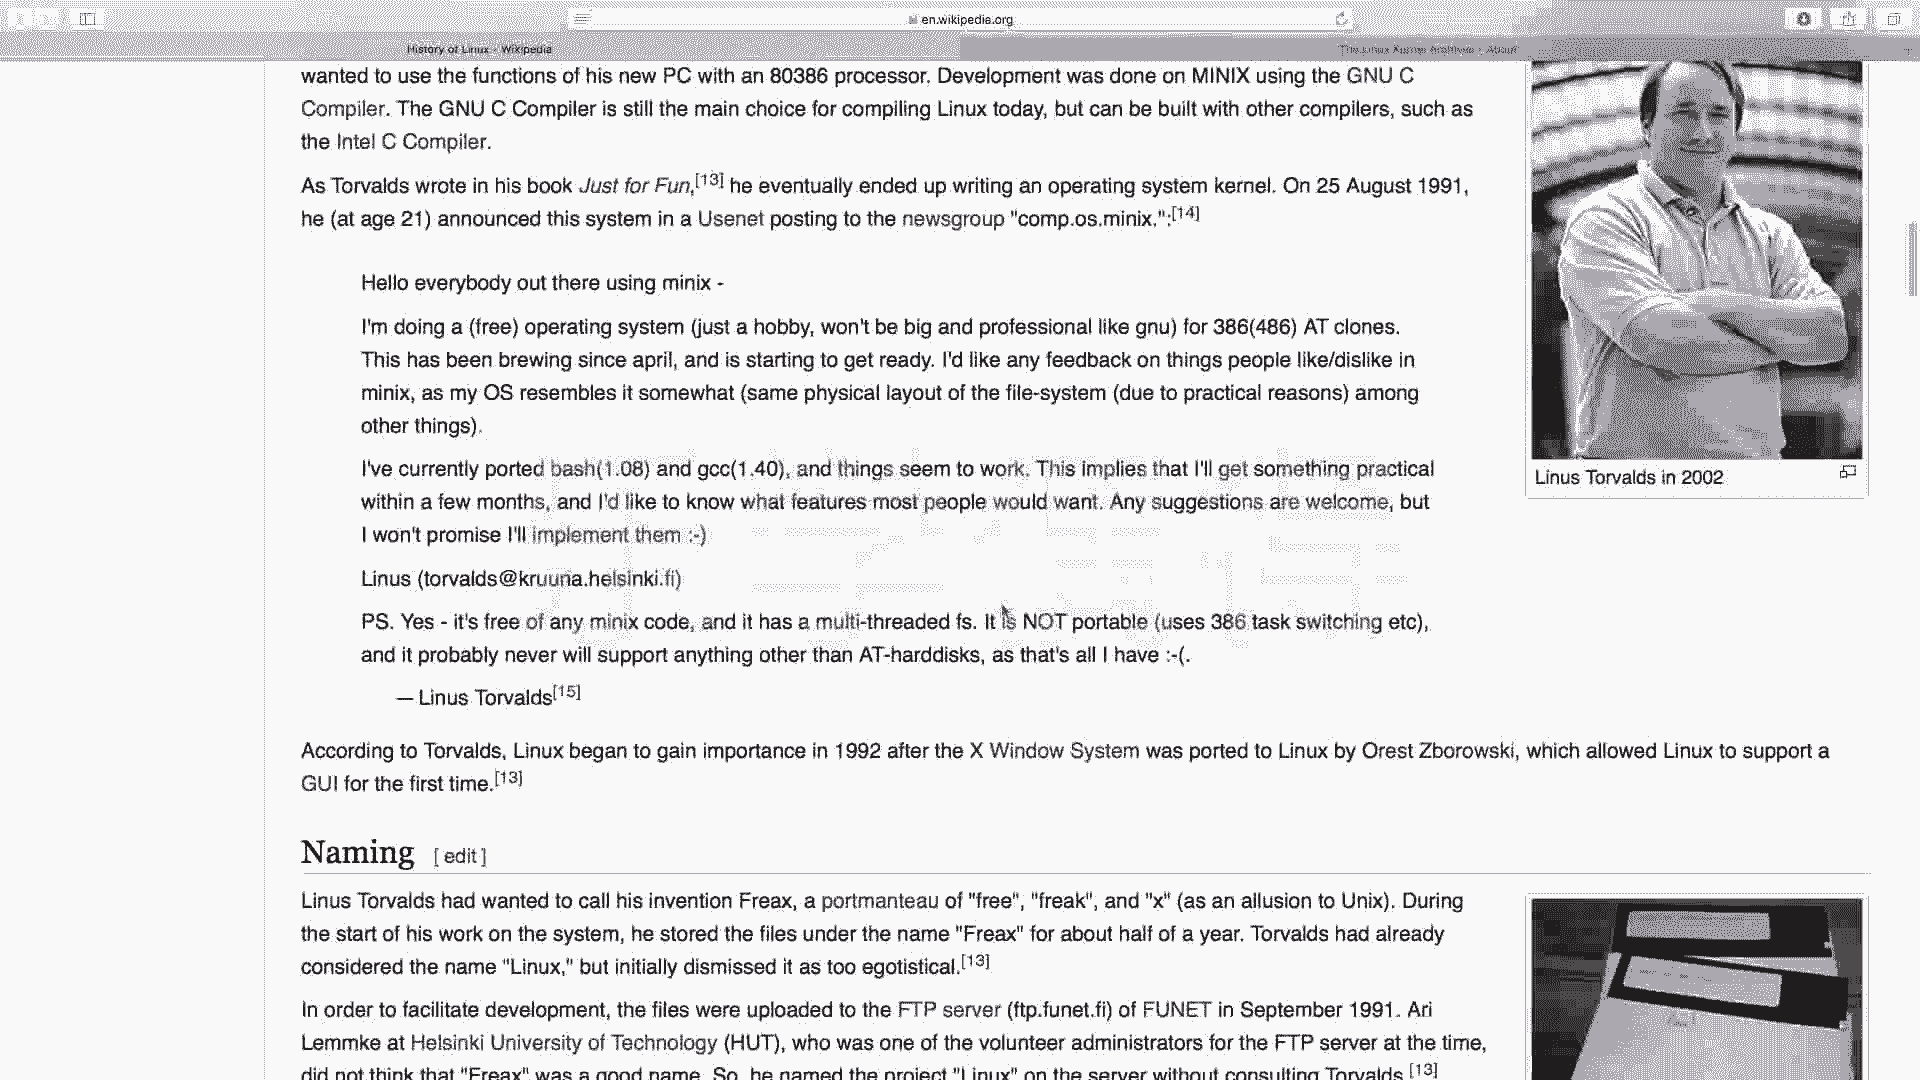 en.wikipedia.org
History of Linux - Wikipedia
The Linux Kernel Archives - About
wanted to use the functions of his new PC with an 80386 processor. Development was done on MINIX using the GNU C
Compiler. The GNU C Compiler is still the main choice for compiling Linux today, but can be built with other compilers, such as
the Intel C Compiler.
As Torvalds wrote in his book Just for Fun,[13] he eventually ended up writing an operating system kernel. On 25 August 1991,
he (at age 21) announced this system in a Usenet posting to the newsgroup "comp.os.minix.":[14]
Hello everybody out there using minix -
I'm doing a (free) operating system (just a hobby, won't be big and professional like gnu) for 386(486) AT clones.
This has been brewing since april, and is starting to get ready. I'd like any feedback on things people like/dislike in
minix, as my OS resembles it somewhat (same physical layout of the file-system (due to practical reasons) among
other things).
I've currently ported bash(1.08) and gcc(1.40), and things seem to work. This implies that I'll get something practical
within a few months, and I'd like to know what features most people would want. Any suggestions are welcome, but
I won't promise I'll implement them :-)
Linus (torvalds@kruuna.helsinki.fi)
PS. Yes - it's free of any minix code, and it has a multi-threaded fs. It is NOT portable (uses 386 task switching etc),
and it probably never will support anything other than AT-harddisks, as that's all I have :-(.
— Linus Torvalds[15]
Linus Torvalds in 2002
According to Torvalds, Linux began to gain importance in 1992 after the X Window System was ported to Linux by Orest Zborowski, which allowed Linux to support a
GUI for the first time.[13]
Naming [ edit ]
Linus Torvalds had wanted to call his invention Freax, a portmanteau of "free", "freak", and "x" (as an allusion to Unix). During
the start of his work on the system, he stored the files under the name "Freax" for about half of a year. Torvalds had already
considered the name "Linux," but initially dismissed it as too egotistical.[13]
In order to facilitate development, the files were uploaded to the FTP server (ftp.funet.fi) of FUNET in September 1991. Ari
Lemmke at Helsinki University of Technology (HUT), who was one of the volunteer administrators for the FTP server at the time,
did not think that "Freax" was a good name. So, he named the project "Linux" on the server without consulting Torvalds.[13]